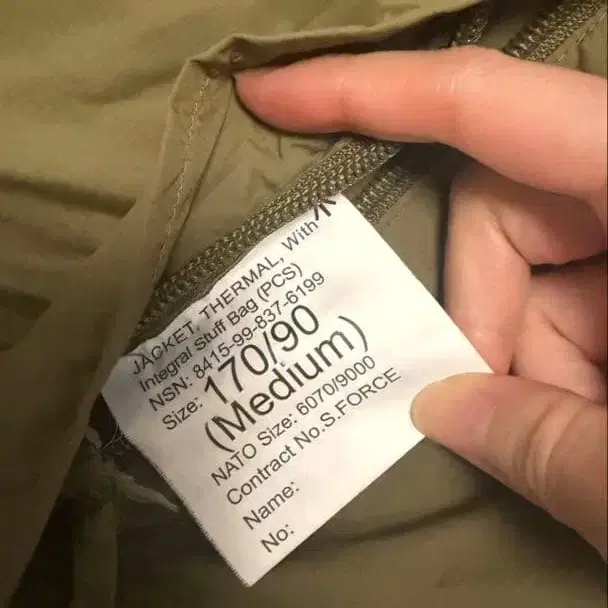 JACKET, THERMAL, With
Integral Stuff Bag (PCS)
NSN: 8415-99-837-6199
Size: 170/90
(Medium)
NATO Size: 6070/9000
Contract No.S.FORCE
Name:
No: